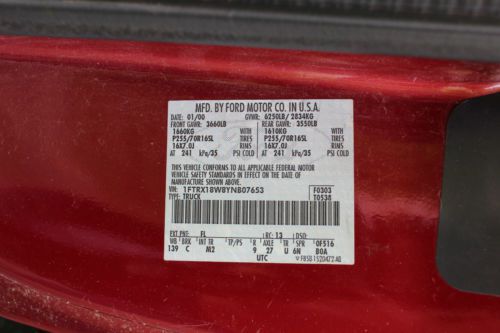 MFD. BY FORD MOTOR CO. IN U.S.A.
DATE: 01/00 GVWR: 6250LB/ 2834KG
FRONT GAWR: 3660LB REAR GAWR: 3550LB
1660KG WITH 1610KG WITH
P255/70R16SL TIRES P255/70R16SL TIRES
16X7.0J RIMS 16X7.0J RIMS
AT 241 kPa/35 PSI COLD AT 241 kPa/35 PSI COLD
THIS VEHICLE CONFORMS TO ALL APPLICABLE FEDERAL MOTOR
VEHICLE SAFETY STANDARDS IN EFFECT ON THE DATE OF
MANUFACTURE SHOWN ABOVE.
VIN: 1FTRX18W8YNB07653 F0303
TYPE: TRUCK T0538
EXT PNT: FL RC: 13 DSO:
WB BRK INT TR TP/PS R AXLE TR SPR 0F516
139 C M2 9 27 U 6N B0A
UTC